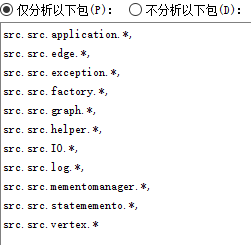 仅分析以下包(P): 不分析以下包(D):
src.src.application.*,
src.src.edge.*,
src.src.exception.*,
src.src.factory.*,
src.src.graph.*,
src.src.helper.*,
src.src.IO.*,
src.src.log.*,
src.src.mementomanager.*,
src.src.statememento.*,
src.src.vertex.*